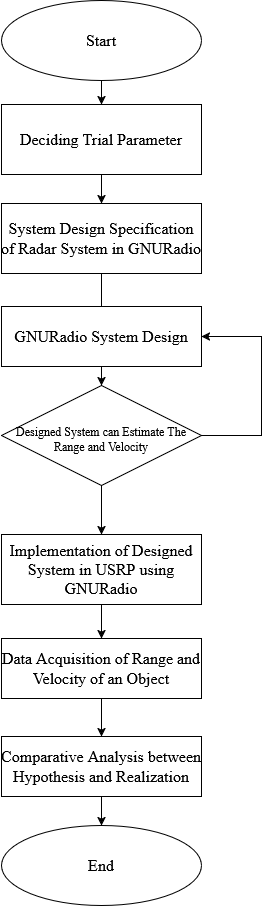 Start
Deciding Trial Parameter
System Design Specification
of Radar System in GNURadio
GNURadio System Design
Designed System can Estimate The
Range and Velocity
Implementation of Designed
System in USRP using
GNURadio
Data Acquisition of Range and
Velocity of an Object
Comparative Analysis between
Hypothesis and Realization
End